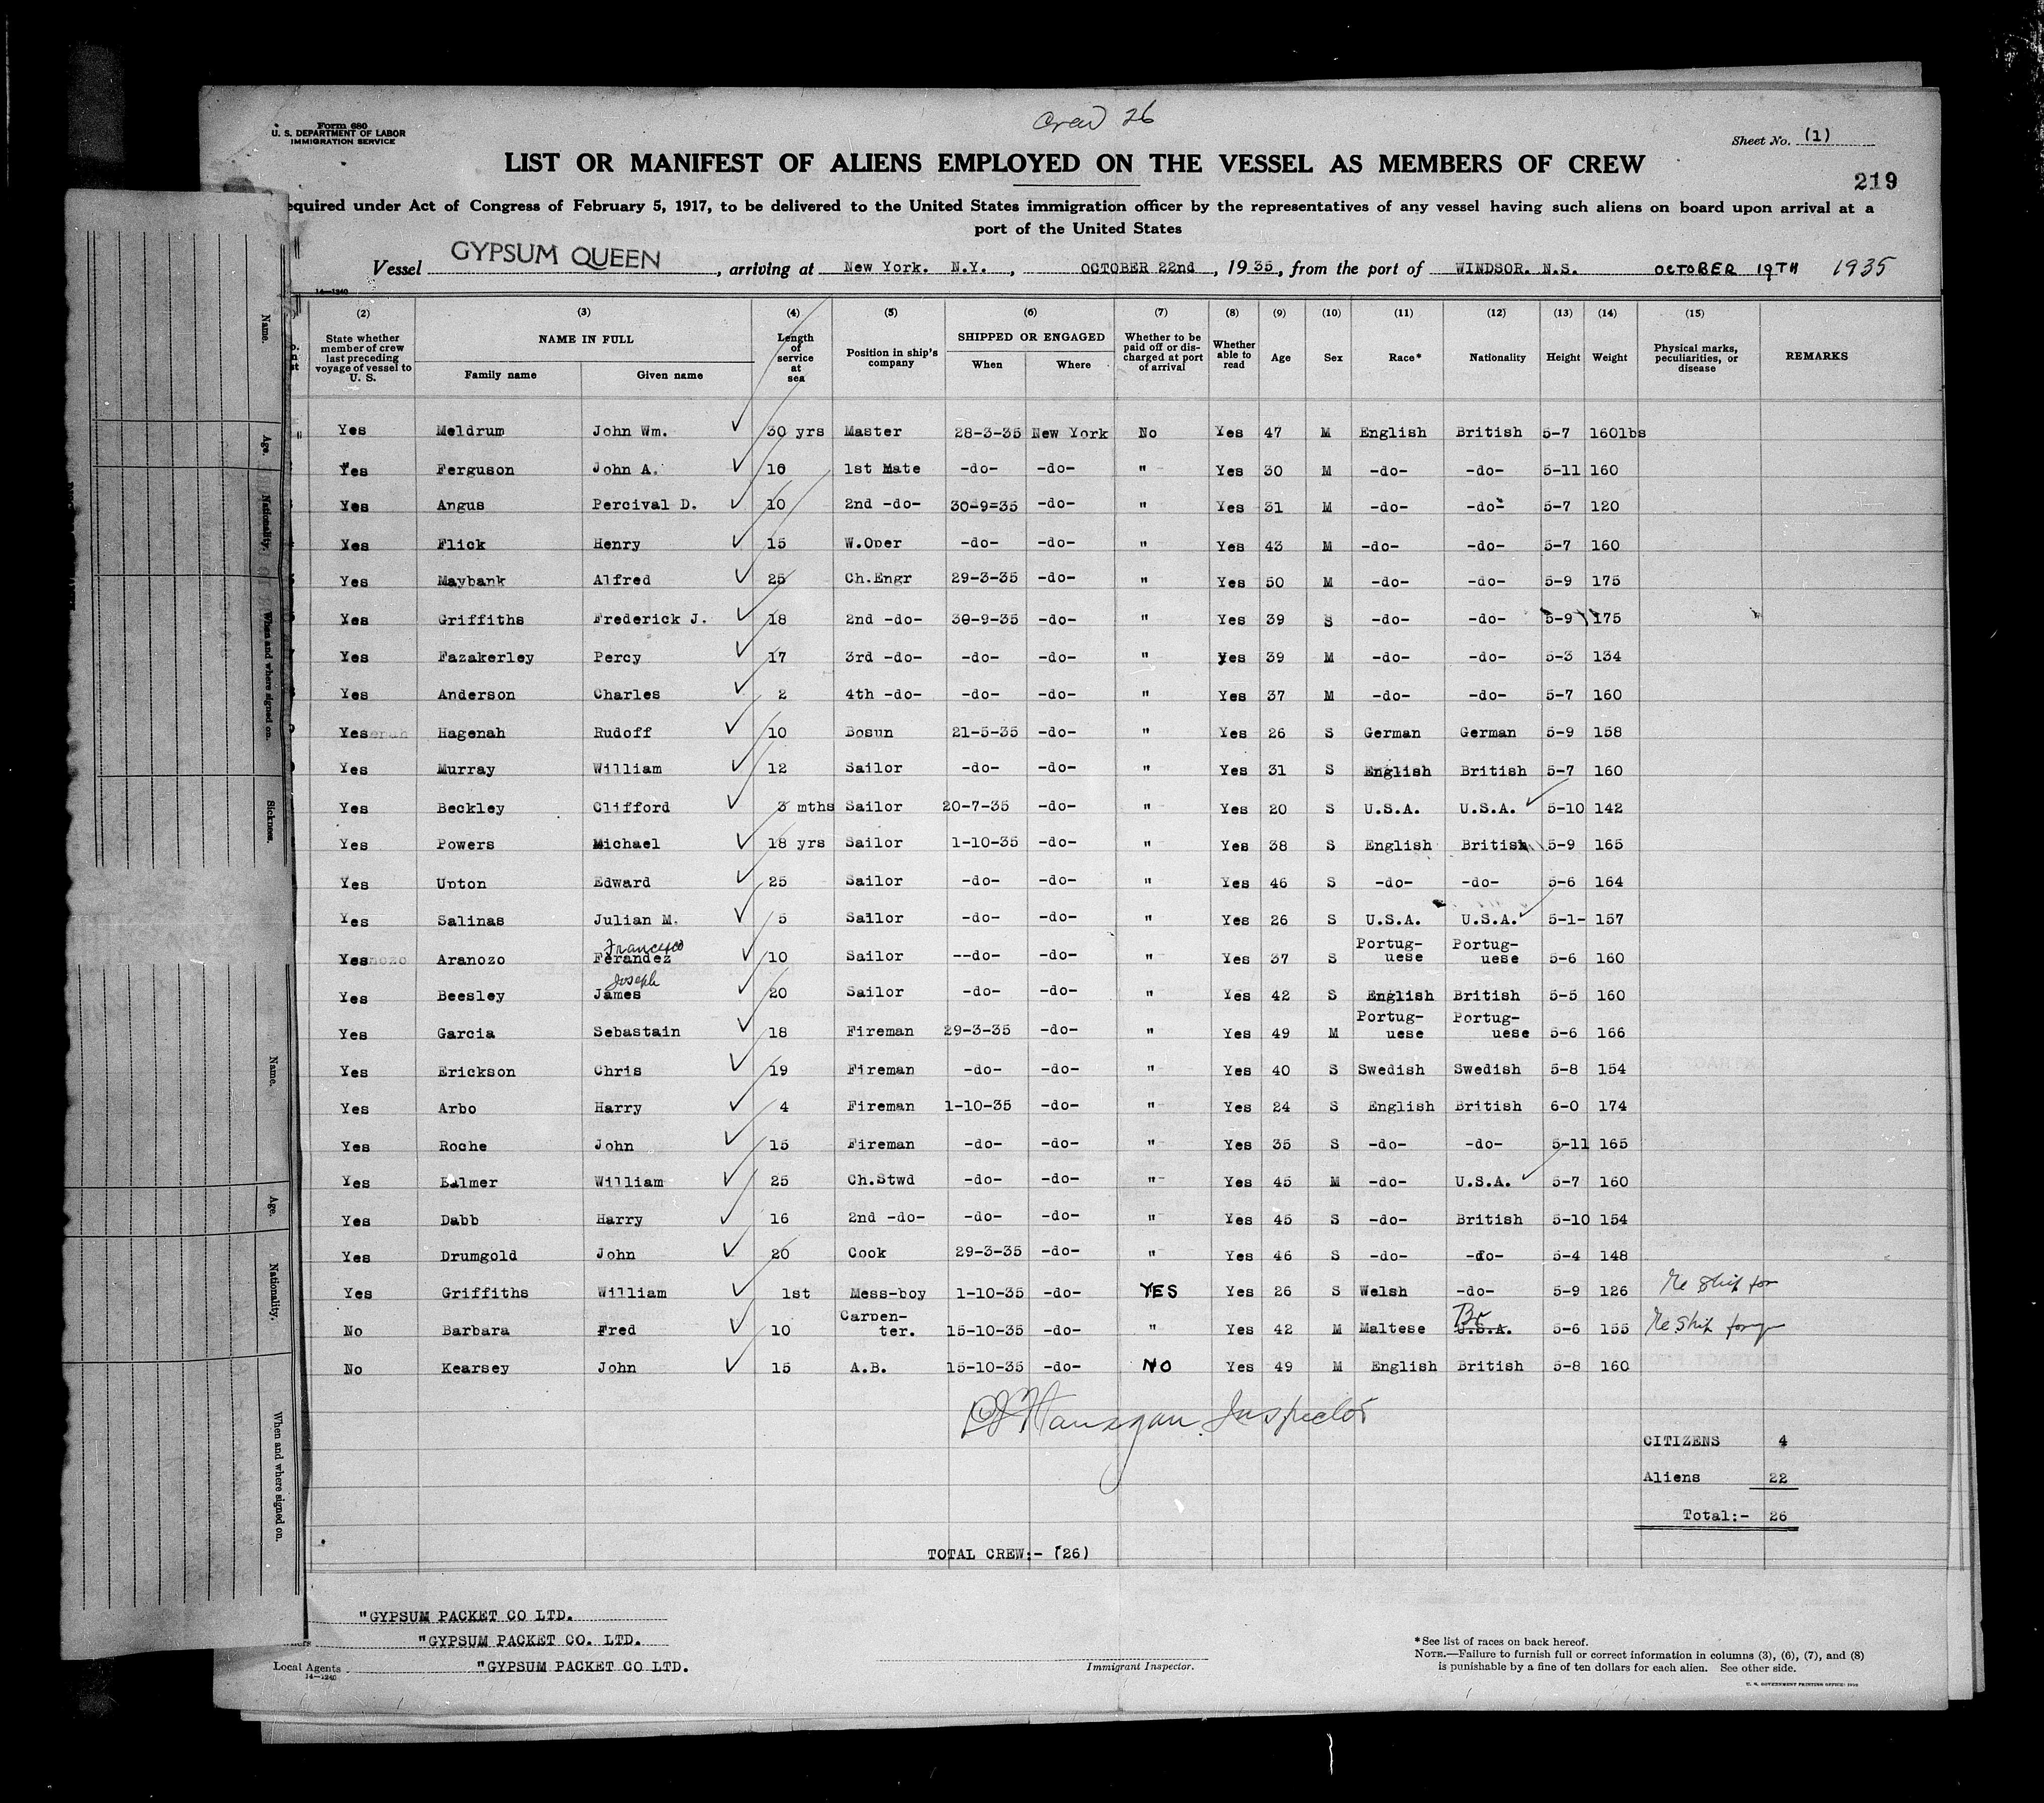 Crew 26
Form 680
U. S. DEPARTMENT OF LABOR
IMMIGRATION SERVICE
Sheet No. (1)
LIST OR MANIFEST OF ALIENS EMPLOYED ON THE VESSEL AS MEMBERS OF CREW
219
equired under Act of Congress of February 5, 1917, to be delivered to the United States immigration officer by the representatives of any vessel having such aliens on board upon arrival at a
port of the United States
Vessel GYPSUM QUEEN, arriving at New York. N.Y., OCTOBER 22nd, 1935, from the port of WINDSOR. N.S. OCTOBER 19TH 1935
14—1240
(2) (3) (4) (5) (6) (7) (8) (9) (10) (11) (12) (13) (14) (15)
State whether member of crew last preceding voyage of vessel to U. S.
NAME IN FULL
Family name Given name
Length of service at sea
Position in ship's company
SHIPPED OR ENGAGED
When Where
Whether to be paid off or discharged at port of arrival
Whether able to read
Age Sex Race* Nationality Height Weight
Physical marks, peculiarities, or disease
REMARKS
Yes Meldrum John Wm. 30 yrs Master 28-3-35 New York No Yes 47 M English British 5-7 160lbs
Yes Ferguson John A. 10 1st Mate -do- -do- " Yes 30 M -do- -do- 5-11 160
Yes Angus Percival D. 10 2nd -do- 30-9=35 -do- " Yes 31 M -do- -do- 5-7 120
Yes Flick Henry 15 W.Oper -do- -do- " Yes 43 M -do- -do- 5-7 160
Yes Maybank Alfred 25 Ch.Engr 29-3-35 -do- " Yes 50 M -do- -do- 5-9 175
Yes Griffiths Frederick J. 18 2nd -do- 30-9-35 -do- " Yes 39 S -do- -do- 5-9 175
Yes Fazakerley Percy 17 3rd -do- -do- -do- " Yes 39 M -do- -do- 5-3 134
Yes Anderson Charles 2 4th -do- -do- -do- " Yes 37 M -do- -do- 5-7 160
Yes Hagenah Rudoff 10 Bosun 21-5-35 -do- " Yes 26 S German German 5-9 158
Yes Murray William 12 Sailor -do- -do- " Yes 31 S English British 5-7 160
Yes Beckley Clifford 3 mths Sailor 20-7-35 -do- " Yes 20 S U.S.A. U.S.A. 5-10 142
Yes Powers Michael 18 yrs Sailor 1-10-35 -do- " Yes 38 S English British 5-9 165
Yes Upton Edward 25 Sailor -do- -do- " Yes 46 S -do- -do- 5-6 164
Yes Salinas Julian M. 5 Sailor -do- -do- " Yes 26 S U.S.A. U.S.A. 5-1- 157
Francesco
Yes Aranozo Ferandez 10 Sailor --do- -do- " Yes 37 S Portug-uese Portug-uese 5-6 160
Joseph
Yes Beesley James 20 Sailor -do- -do- " Yes 42 S English British 5-5 160
Yes Garcia Sebastain 18 Fireman 29-3-35 -do- " Yes 49 M Portug-uese Portug-uese 5-6 166
Yes Erickson Chris 19 Fireman -do- -do- " Yes 40 S Swedish Swedish 5-8 154
Yes Arbo Harry 4 Fireman 1-10-35 -do- " Yes 24 S English British 6-0 174
Yes Roche John 15 Fireman -do- -do- " Yes 35 S -do- -do- 5-11 165
Yes William 25 Ch.Stwd -do- -do- " Yes 45 M -do- U.S.A. 5-7 160
Yes Dabb Harry 16 2nd -do- -do- -do- " Yes 45 S -do- British 5-10 154
Yes Drumgold John 20 Cook 29-3-35 -do- " Yes 46 S -do- -do- 5-4 148
Yes Griffiths William 1st Mess-boy 1-10-35 -do- YES Yes 26 S Welsh -do- 5-9 126 Re Ship for
No Barbara Fred 10 Carpen-ter. 15-10-35 -do- " Yes 42 M Maltese Br U.S.A. 5-6 155 Re Ship
No Kearsey John 15 A.B. 15-10-35 -do- NO Yes 49 M English British 5-8 160
Inspector
CITIZENS 4
Aliens 22
Total:- 26
TOTAL CREW:- (26)
"GYPSUM PACKET CO LTD.
"GYPSUM PACKET CO. LTD.
Local Agents "GYPSUM PACKET CO LTD.
14—1240
Immigrant Inspector.
*See list of races on back hereof.
NOTE.—Failure to furnish full or correct information in columns (3), (6), (7), and (8)
is punishable by a fine of ten dollars for each alien. See other side.
Name.
Age.
Nationality.
When and where signed on.
Sickness.
Name.
Age.
Nationality.
When and where signed on.